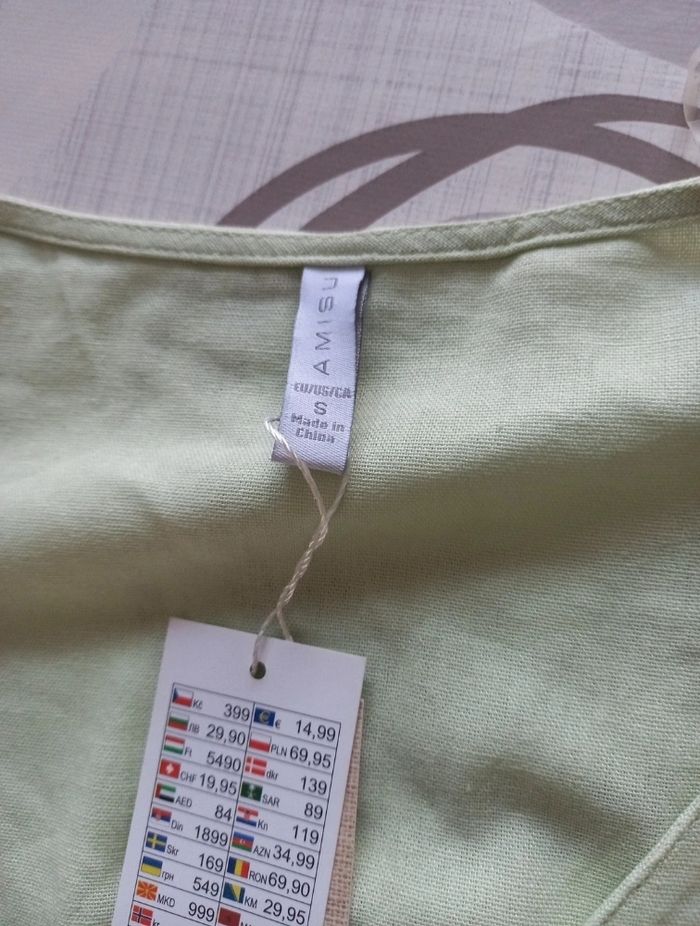 AMISU
EU/US/CA
S
Made in
China
Kč 399 € 14,99
ЛВ 29,90 PLN 69,95
Ft 5490 dkr 139
CHF 19,95 SAR 89
AED 84 Kn 119
Din 1899 AZN 34,99
Skr 169 RON 69,90
грн 549 KM 29,95
MKD 999
kr